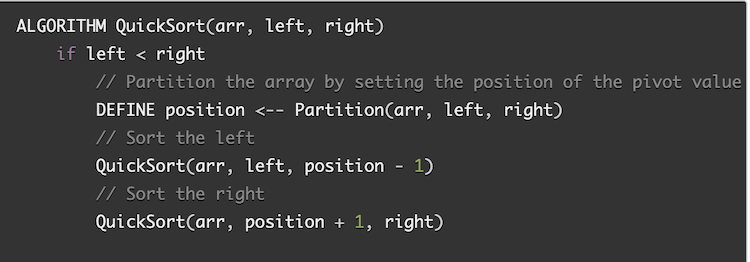 ALGORITHM QuickSort(arr, left, right)
if left < right
// Partition the array by setting the position of the pivot value
DEFINE position <-- Partition(arr, left, right)
// Sort the left
QuickSort(arr, left, position - 1)
// Sort the right
QuickSort(arr, position + 1, right)